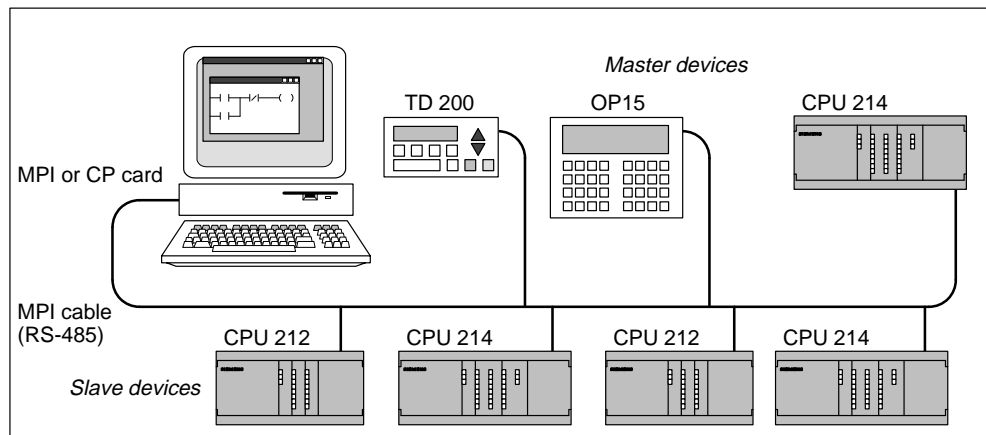 Master devices
TD 200
OP15
CPU 214
MPI or CP card
MPI cable
(RS-485)
CPU 212
CPU 214
CPU 212
CPU 214
Slave devices